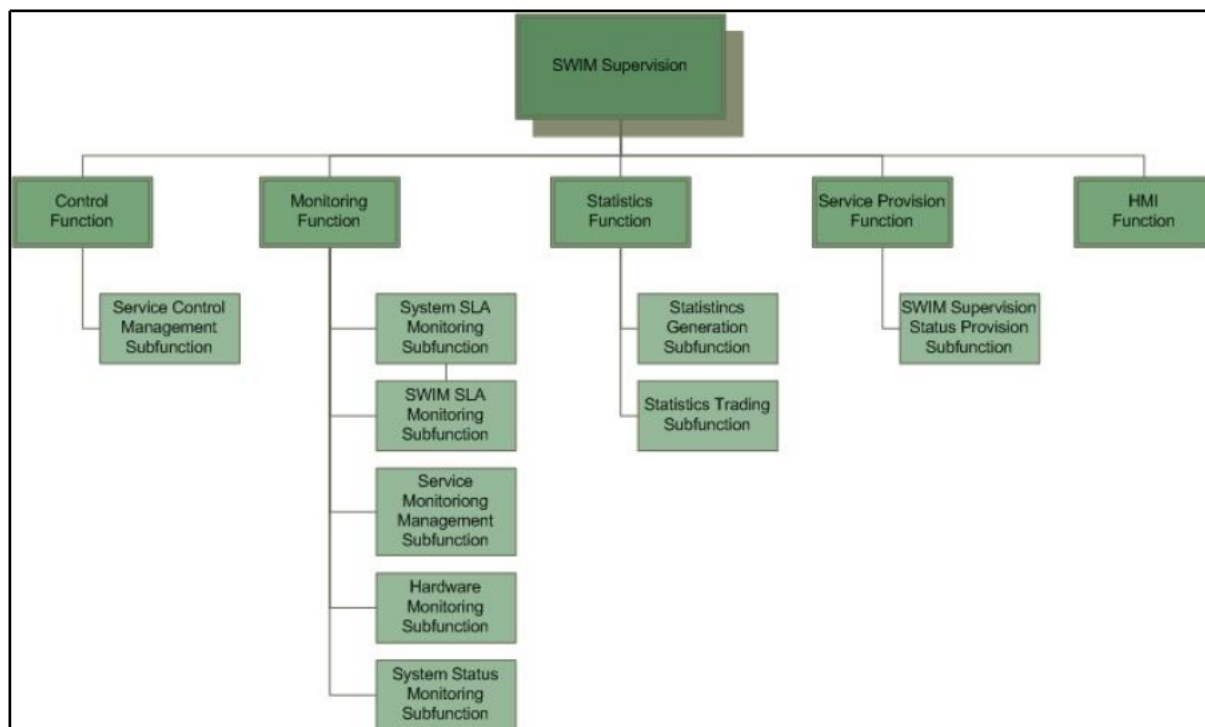 SWIM Supervision
Control
Function
Monitoring
Function
Statistics
Function
Service Provision
Function
HMI
Function
Service Control
Management
Subfunction
System SLA
Monitoring
Subfunction
SWIM SLA
Monitoring
Subfunction
Service
Monitoriong
Management
Subfunction
Hardware
Monitoring
Subfunction
System Status
Monitoring
Subfunction
Statistincs
Generation
Subfunction
Statistics Trading
Subfunction
SWIM Supervision
Status Provision
Subfunction